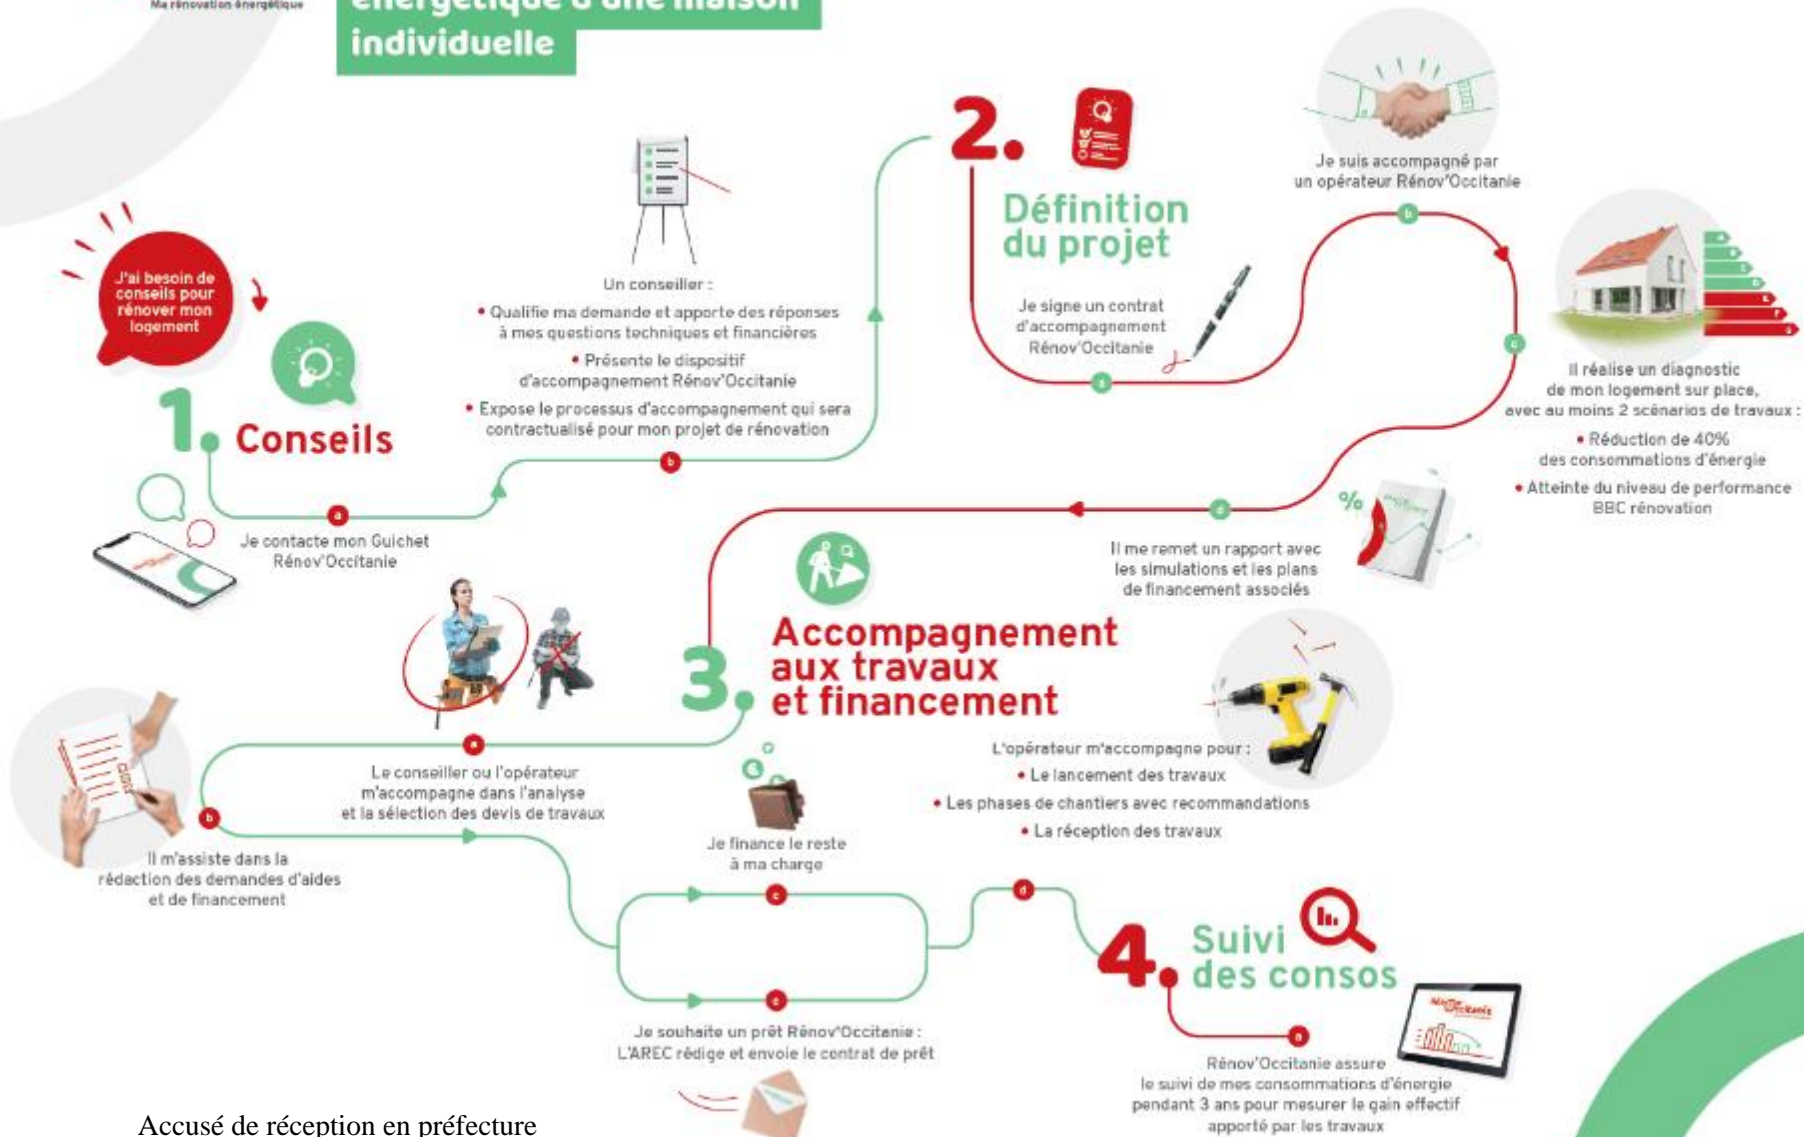 Ma rénovation énergétique
énergétique d'une maison
individuelle
J'ai besoin de
conseils pour
rénover mon
logement
1.
Conseils
a
Je contacte mon Guichet
Rénov'Occitanie
Un conseiller :
• Qualifie ma demande et apporte des réponses
à mes questions techniques et financières
• Présente le dispositif
d'accompagnement Rénov'Occitanie
• Expose le processus d'accompagnement qui sera
contractualisé pour mon projet de rénovation
b
2.
Définition
du projet
Je signe un contrat
d'accompagnement
Rénov'Occitanie
a
Je suis accompagné par
un opérateur Rénov'Occitanie
b
c
Il réalise un diagnostic
de mon logement sur place,
avec au moins 2 scénarios de travaux :
• Réduction de 40%
des consommations d'énergie
• Atteinte du niveau de performance
BBC rénovation
%
d
Il me remet un rapport avec
les simulations et les plans
de financement associés
3.
Accompagnement
aux travaux
et financement
a
Le conseiller ou l'opérateur
m'accompagne dans l'analyse
et la sélection des devis de travaux
b
Il m'assiste dans la
rédaction des demandes d'aides
et de financement
Je finance le reste
à ma charge
c
c
Je souhaite un prêt Rénov'Occitanie :
L'AREC rédige et envoie le contrat de prêt
L'opérateur m'accompagne pour :
• Le lancement des travaux
• Les phases de chantiers avec recommandations
• La réception des travaux
d
4.
Suivi
des consos
a
Rénov'Occitanie assure
le suivi de mes consommations d'énergie
pendant 3 ans pour mesurer le gain effectif
apporté par les travaux
Accusé de réception en préfecture